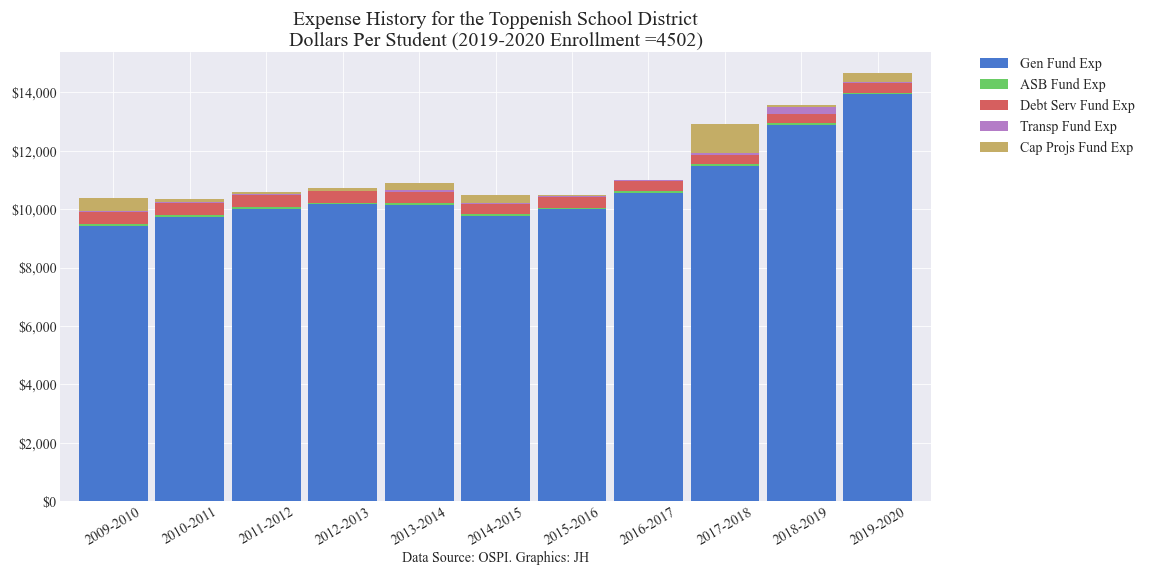 Expense History for the Toppenish School District
Dollars Per Student (2019-2020 Enrollment =4502)
Gen Fund Exp
ASB Fund Exp
Debt Serv Fund Exp
Transp Fund Exp
Cap Projs Fund Exp
$14,000
$12,000
$10,000
$8,000
$6,000
$4,000
$2,000
$0
2009-2010
2010-2011
2011-2012
2012-2013
2013-2014
2014-2015
2015-2016
2016-2017
2017-2018
2018-2019
2019-2020
Data Source: OSPI. Graphics: JH